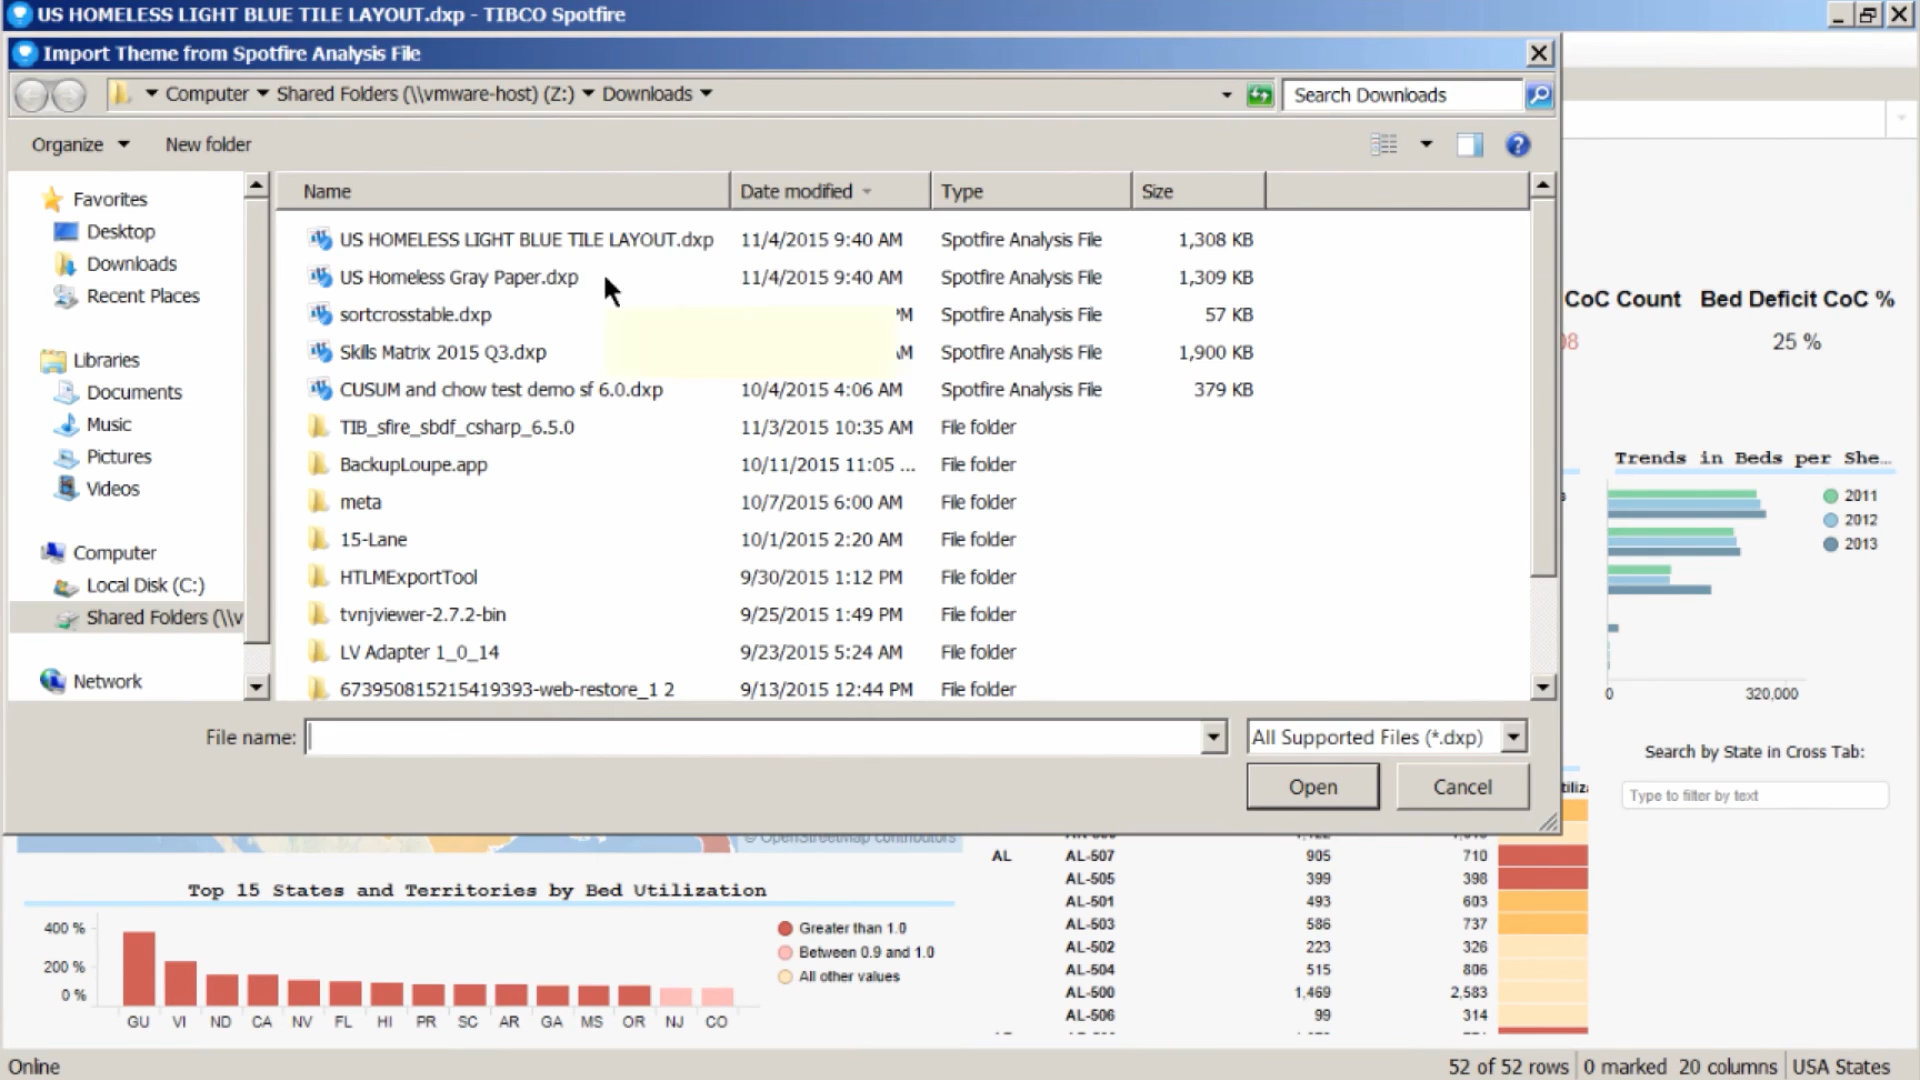 US HOMELESS LIGHT BLUE TILE LAYOUT.dxp - TIBCO Spotfire
Import Theme from Spotfire Analysis File
Computer Shared Folders (\\vmware-host) (Z:) Downloads
Search Downloads
Organize New folder
Name Date modified Type Size
Favorites
Desktop
Downloads
Recent Places
Libraries
Documents
Music
Pictures
Videos
Computer
Local Disk (C:)
Shared Folders (\\v
Network
US HOMELESS LIGHT BLUE TILE LAYOUT.dxp 11/4/2015 9:40 AM Spotfire Analysis File 1,308 KB
US Homeless Gray Paper.dxp 11/4/2015 9:40 AM Spotfire Analysis File 1,309 KB
sortcrosstable.dxp PM Spotfire Analysis File 57 KB
Skills Matrix 2015 Q3.dxp AM Spotfire Analysis File 1,900 KB
CUSUM and chow test demo sf 6.0.dxp 10/4/2015 4:06 AM Spotfire Analysis File 379 KB
TIB_sfire_sbdf_csharp_6.5.0 11/3/2015 10:35 AM File folder
BackupLoupe.app 10/11/2015 11:05 ... File folder
meta 10/7/2015 6:00 AM File folder
15-Lane 10/1/2015 2:20 AM File folder
HTLMExportTool 9/30/2015 1:12 PM File folder
tvnjviewer-2.7.2-bin 9/25/2015 1:49 PM File folder
LV Adapter 1_0_14 9/23/2015 5:24 AM File folder
673950815215419393-web-restore_1 2 9/13/2015 12:44 PM File folder
File name:
All Supported Files (*.dxp)
Open Cancel
CoC Count Bed Deficit CoC %
25 %
Trends in Beds per She...
2011
2012
2013
0 320,000
Search by State in Cross Tab:
Type to filter by text
© OpenStreetMap contributors
Top 15 States and Territories by Bed Utilization
400 %
200 %
0 %
GU VI ND CA NV FL HI PR SC AR GA MS OR NJ CO
Greater than 1.0
Between 0.9 and 1.0
All other values
AL AL-507 905 710
AL-505 399 398
AL-501 493 603
AL-503 586 737
AL-502 223 326
AL-504 515 806
AL-500 1,469 2,583
AL-506 99 314
Online
52 of 52 rows 0 marked 20 columns USA States